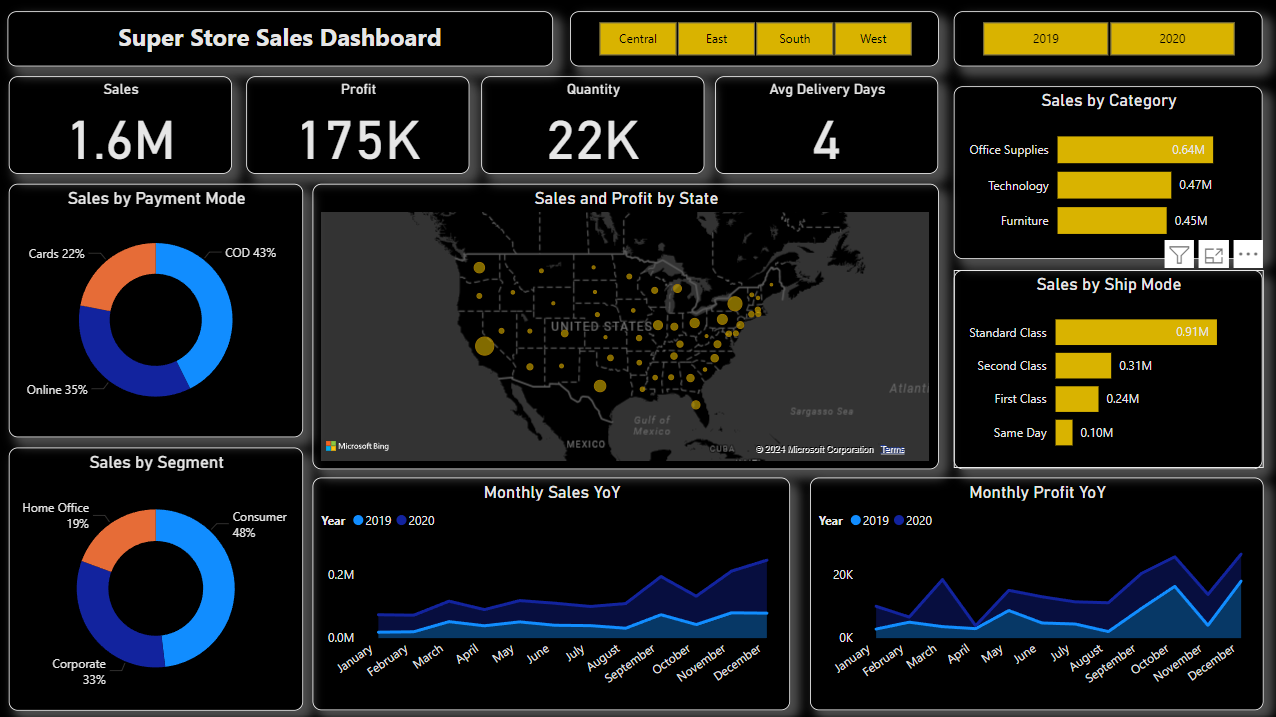 Super Store Sales Dashboard
Central East South West
2019 2020
Sales
1.6M
Profit
175K
Quantity
22K
Avg Delivery Days
4
Sales by Category
Office Supplies 0.64M
Technology 0.47M
Furniture 0.45M
Sales by Payment Mode
Cards 22%
COD 43%
Online 35%
Sales and Profit by State
UNITED STATES
Atlanti
Sargasso Sea
Gulf of
Mexico
MEXICO
CUBA
Microsoft Bing
© 2024 Microsoft Corporation Terms
Sales by Ship Mode
Standard Class 0.91M
Second Class 0.31M
First Class 0.24M
Same Day 0.10M
Sales by Segment
Home Office
19%
Consumer
48%
Corporate
33%
Monthly Sales YoY
Year 2019 2020
0.2M
0.0M
January February March April May June July August September October November December
Monthly Profit YoY
Year 2019 2020
20K
0K
January February March April May June July August September October November December